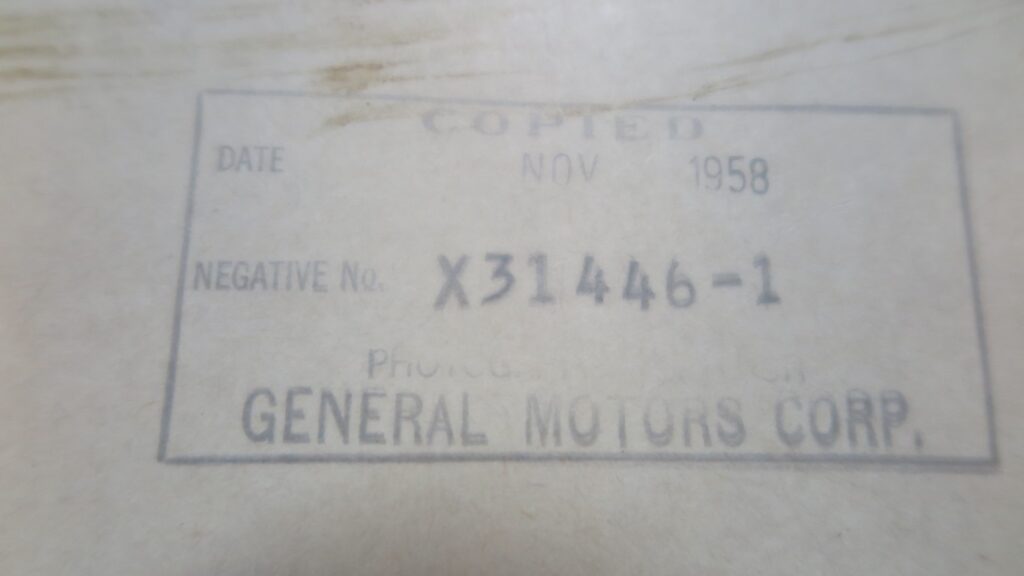 COPIED
DATE NOV 1958
NEGATIVE No. X31446-1
GENERAL MOTORS CORP.